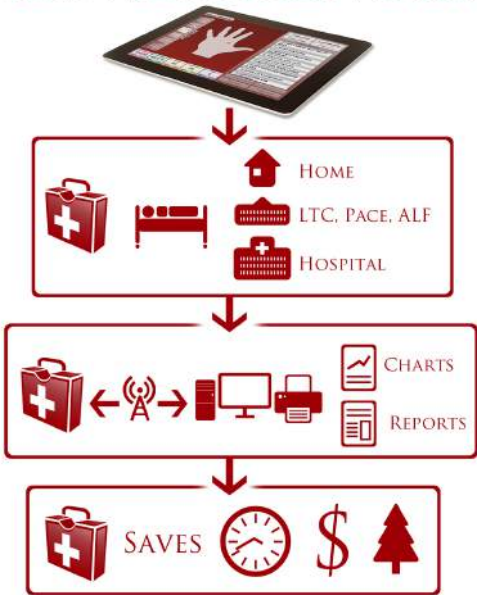 HOME
LTC, PACE, ALF
HOSPITAL
CHARTS
REPORTS
SAVES $